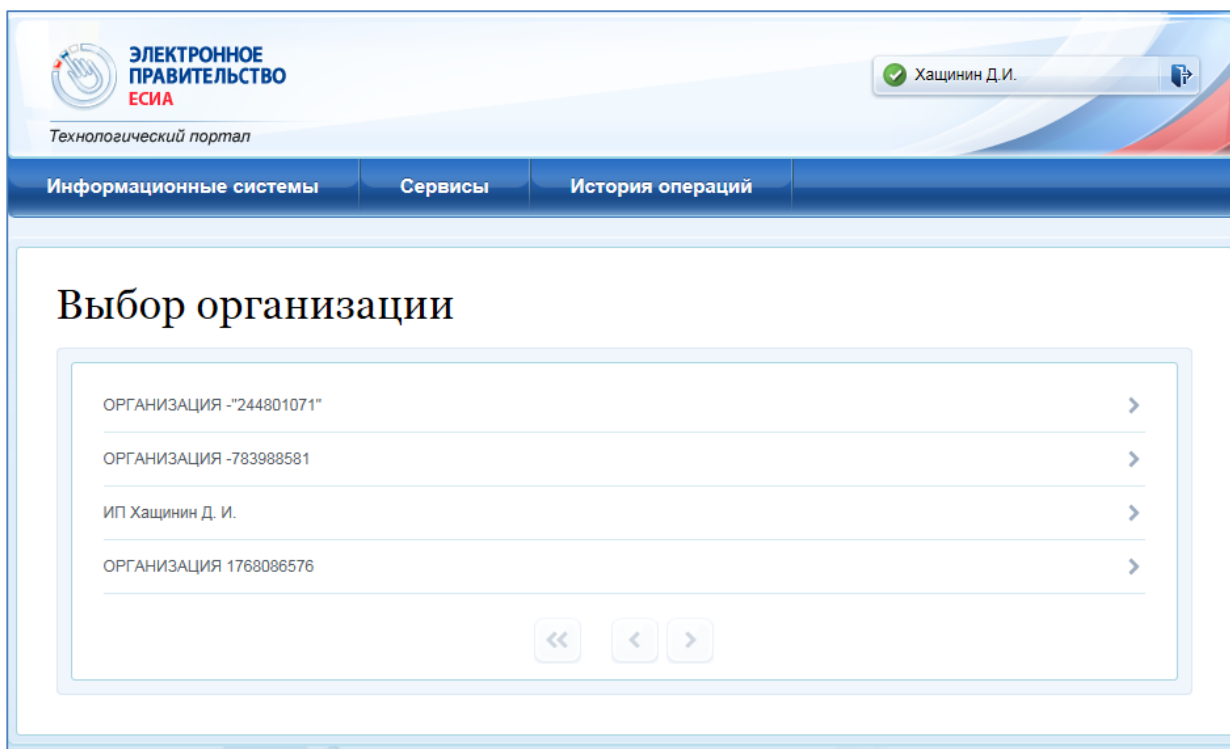 ЭЛЕКТРОННОЕ
ПРАВИТЕЛЬСТВО
ЕСИА
Технологический портал
Хащинин Д.И.
Информационные системы
Сервисы
История операций
Выбор организации
ОРГАНИЗАЦИЯ -"244801071"
ОРГАНИЗАЦИЯ -783988581
ИП Хащинин Д. И.
ОРГАНИЗАЦИЯ 1768086576